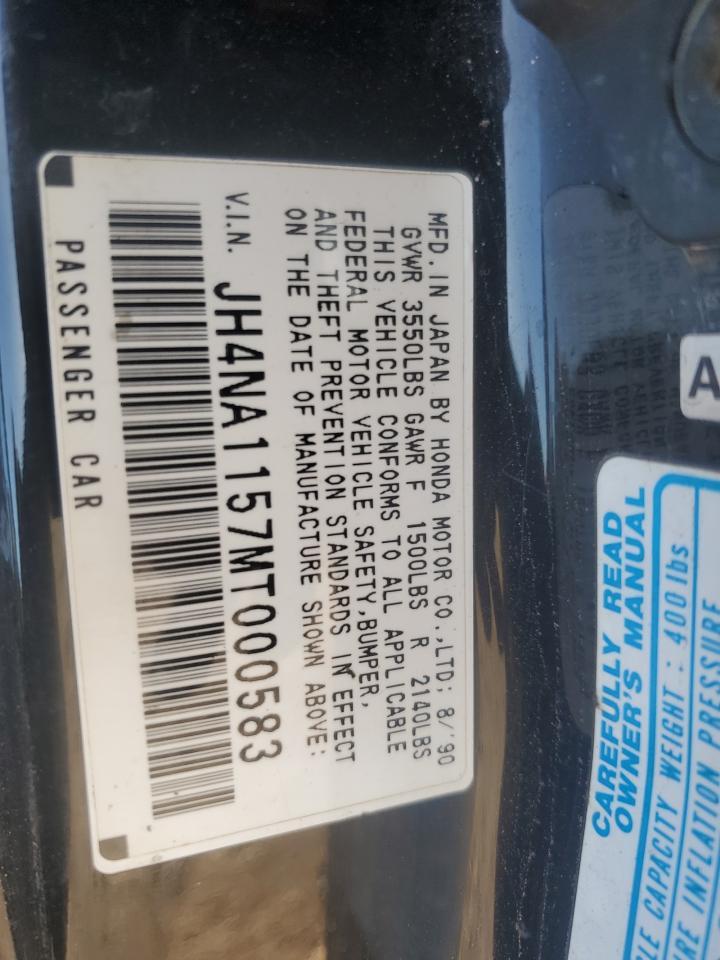 MFD. IN JAPAN BY HONDA MOTOR CO., LTD; 8/'90
GVWR 3550LBS GAWR F 1500LBS R 2140LBS
THIS VEHICLE CONFORMS TO ALL APPLICABLE
FEDERAL MOTOR VEHICLE SAFETY, BUMPER,
AND THEFT PREVENTION STANDARDS IN EFFECT
ON THE DATE OF MANUFACTURE SHOWN ABOVE:
V.I.N. JH4NA1157MT000583
PASSENGER CAR
A
CAREFULLY READ
OWNER'S MANUAL
CAPACITY WEIGHT : 400 lbs
INFLATION PRESSURE